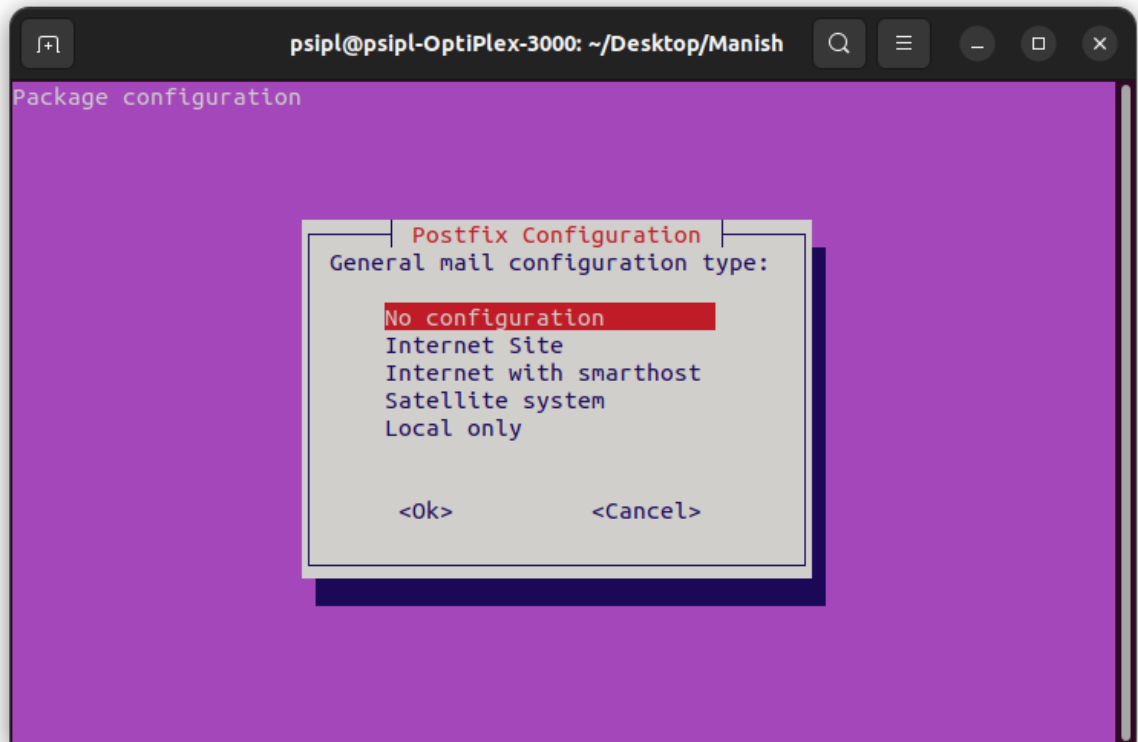 psipl@psipl-OptiPlex-3000: ~/Desktop/Manish
Package configuration
Postfix Configuration
General mail configuration type:
No configuration
Internet Site
Internet with smarthost
Satellite system
Local only
<Ok> <Cancel>